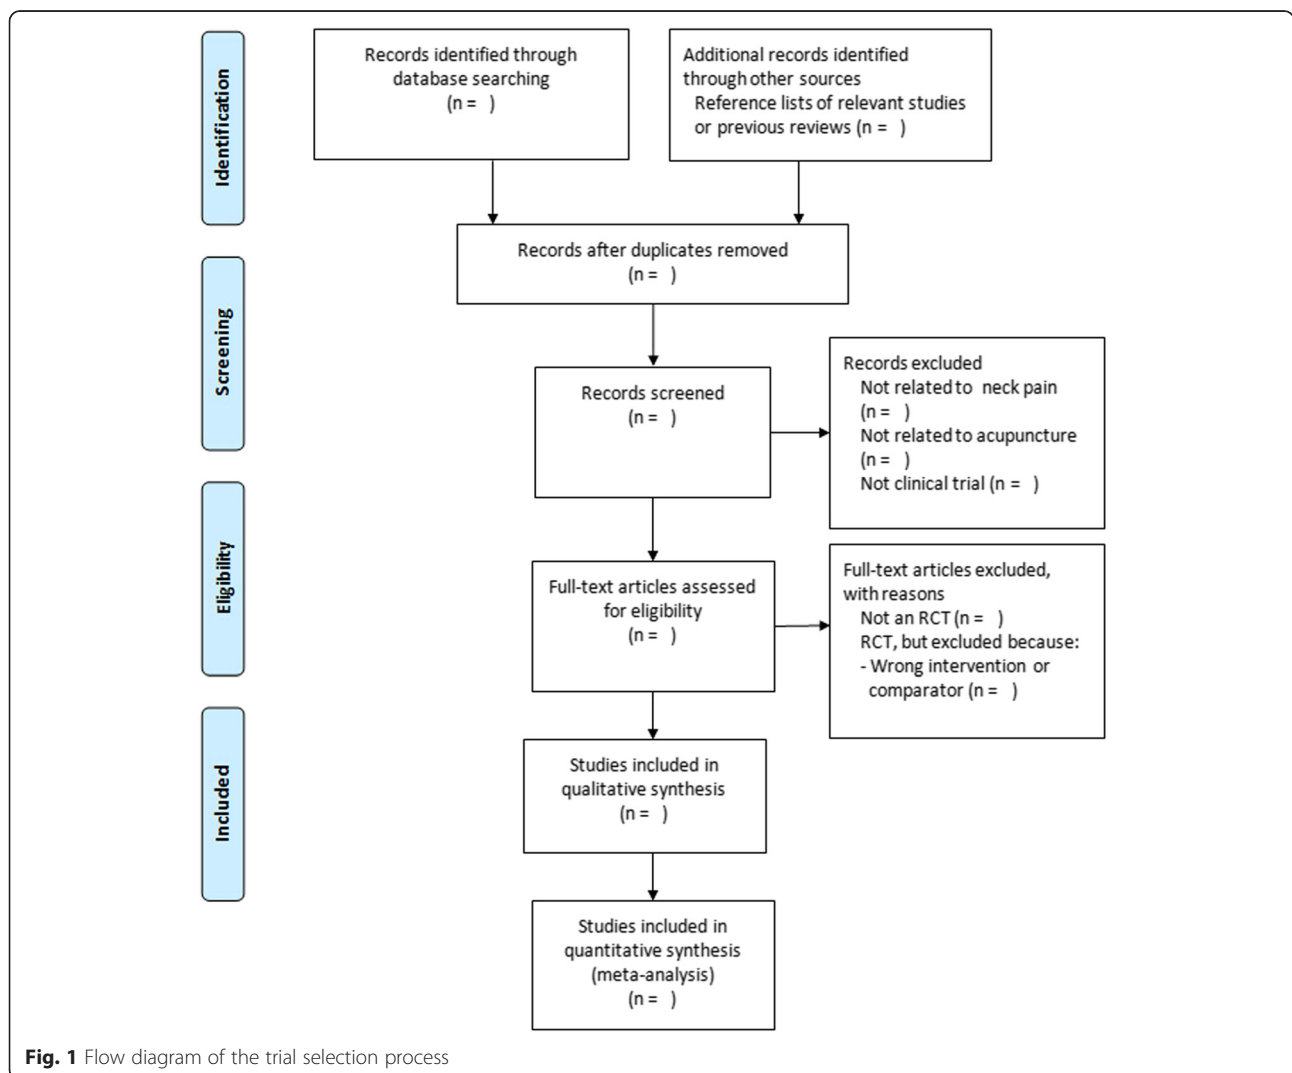 Identification
Records identified through
database searching
(n =   )
Additional records identified
through other sources
Reference lists of relevant studies
or previous reviews (n =   )
Records after duplicates removed
(n =   )
Screening
Records screened
(n =   )
Records excluded
Not related to  neck pain
(n =   )
Not related to acupuncture
(n =   )
Not clinical trial (n =   )
Eligibility
Full-text articles assessed
for eligibility
(n =   )
Full-text articles excluded,
with reasons
Not an RCT (n =   )
RCT, but excluded because:
- Wrong intervention or
comparator (n =   )
Included
Studies included in
qualitative synthesis
(n =   )
Studies included in
quantitative synthesis
(meta-analysis)
(n =   )
Fig. 1 Flow diagram of the trial selection process